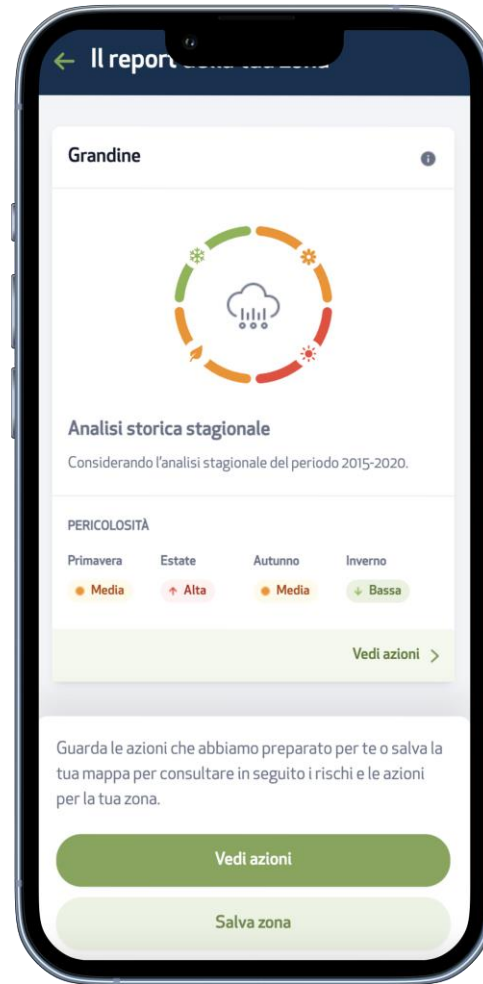 Il report
Grandine
Analisi storica stagionale
Considerando l'analisi stagionale del periodo 2015-2020.
PERICOLOSITÀ
Primavera Estate Autunno Inverno
Media Alta Media Bassa
Vedi azioni
Guarda le azioni che abbiamo preparato per te o salva la
tua mappa per consultare in seguito i rischi e le azioni
per la tua zona.
Vedi azioni
Salva zona